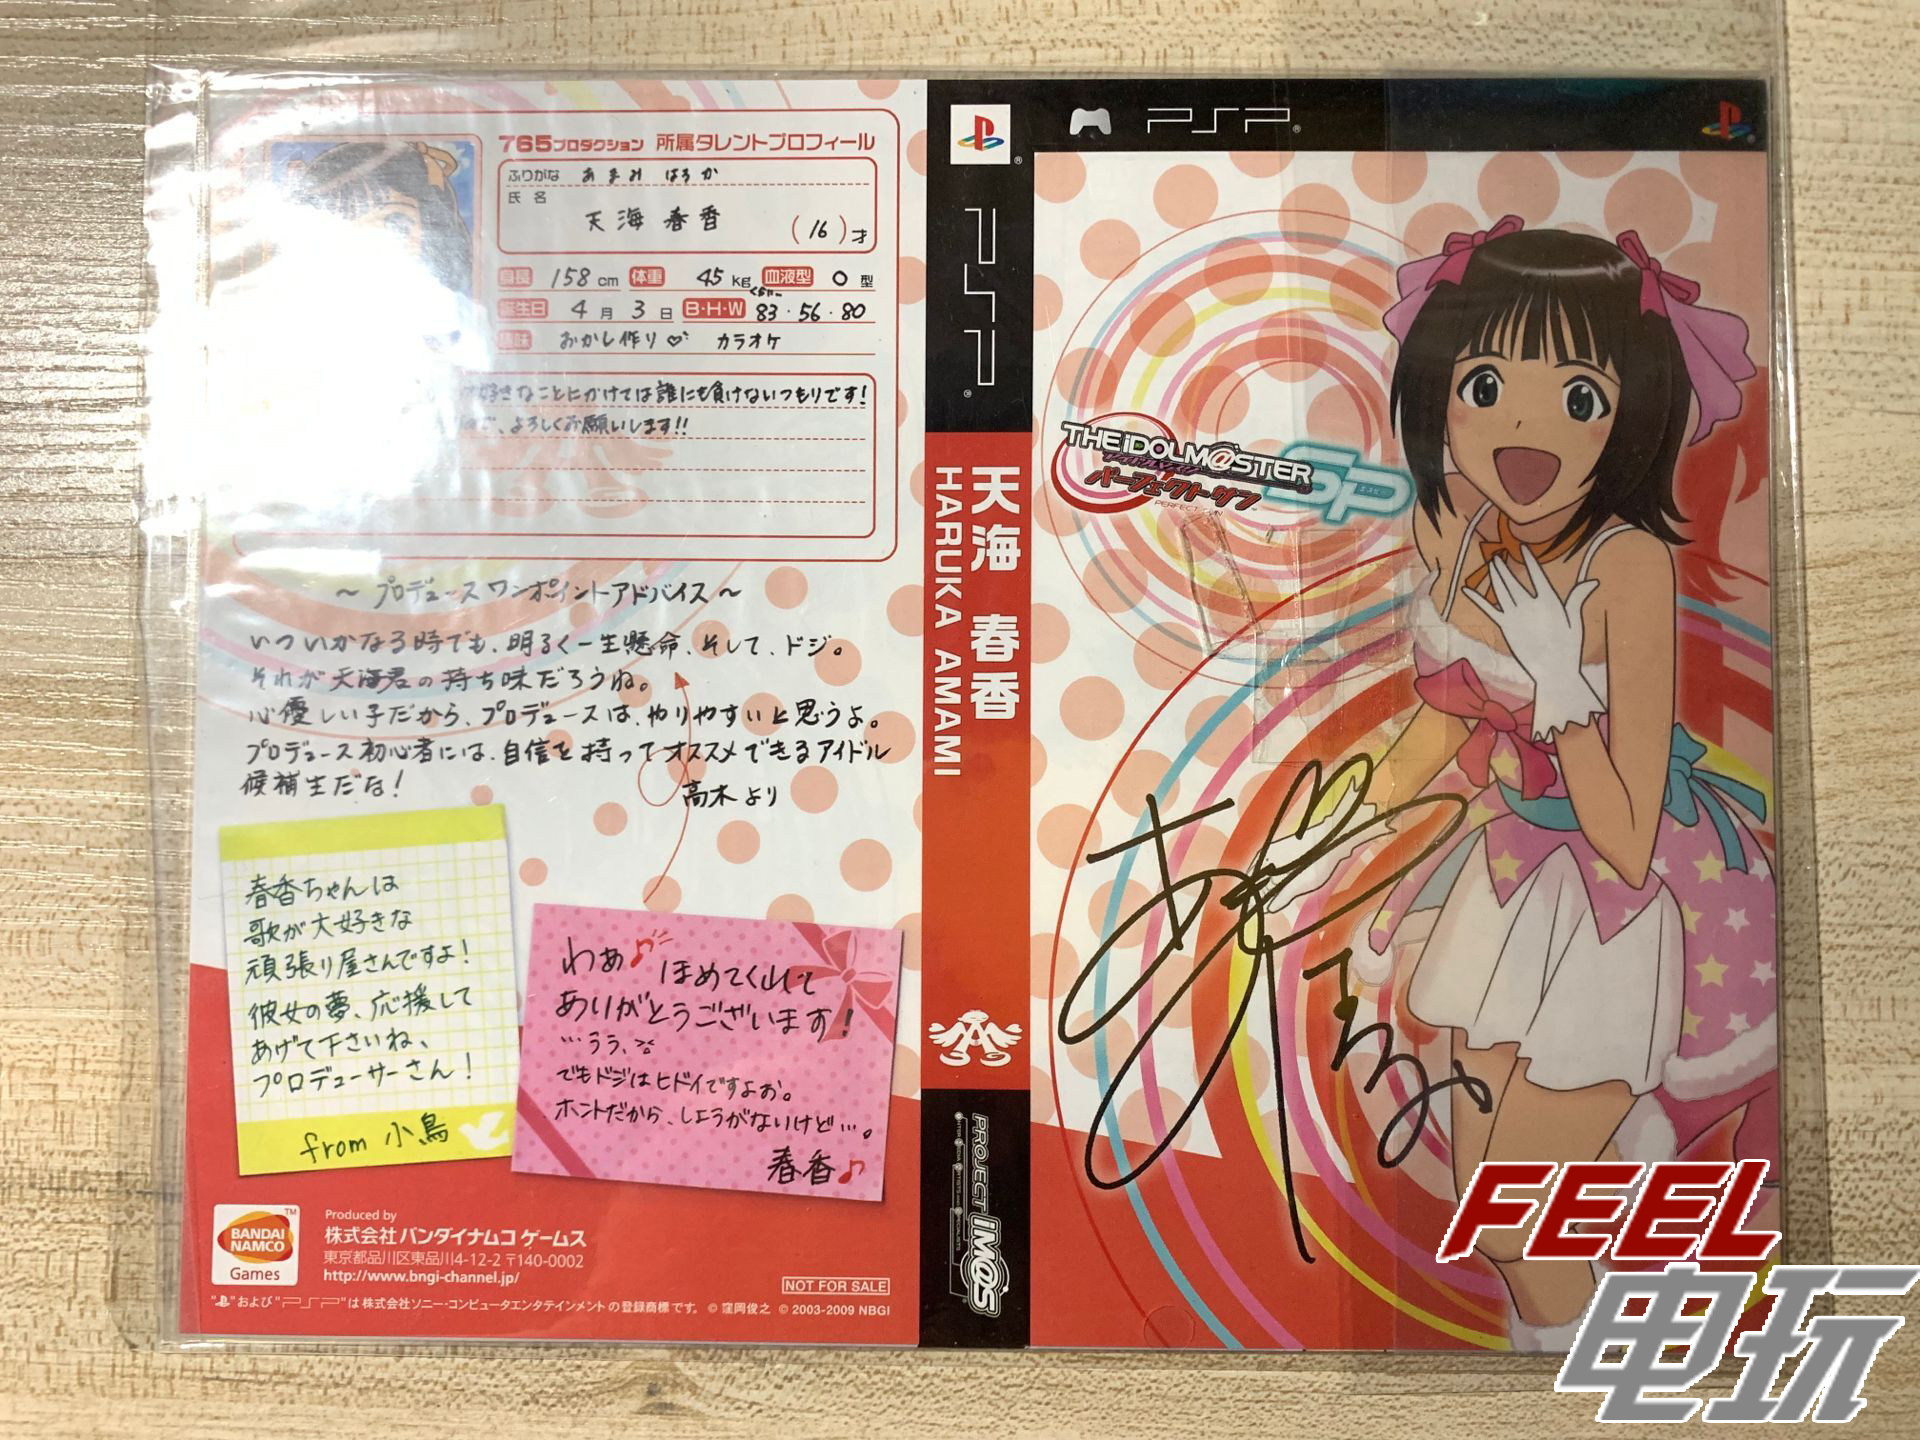 765プロダクション 所属タレントプロフィール
ふりがな あまみ はるか
氏名
天海 春香 (16)才
身長 158cm 体重 45kg 血液型 O型
誕生日 4月3日 B・H・W 83・56・80
趣味 おかし作り♡ カラオケ
好きなことにかけては誰にも負けないつもりです!
よろしくお願いします!!
～プロデュースワンポイントアドバイス～
いついかなる時でも、明るく一生懸命、そして、ドジ。
それが天海君の持ち味だろうね。
心優しい子だから、プロデュースは、やりやすいと思うよ。
プロデュース初心者には、自信を持ってオススメできるアイドル
候補生だな!
高木より
春香ちゃんは
歌が大好きな
頑張り屋さんですよ!
彼女の夢、応援して
あげて下さいね、
プロデューサーさん!
from 小鳥
わぁ♪ ほめてくれて
ありがとうございます!
…うう、
でもドジはヒドイですよお。
ホントだから、しょうがないけど…。
春香♪
BANDAI
NAMCO
Games
TM
Produced by
株式会社 バンダイナムコ ゲームス
東京都品川区東品川4-12-2 〒140-0002
http://www.bngi-channel.jp/
NOT FOR SALE
"PS"および"PSP"は株式会社ソニー・コンピュータエンタテインメントの登録商標です。 © 窪岡俊之 © 2003-2009 NBGI
PSP®
天海 春香
HARUKA AMAMI
PROJECT iM@S
PSP®
THE iDOLM@STER
アイドルマスター
SP
パーフェクトサン
PERFECT SUN
FEEL
电玩